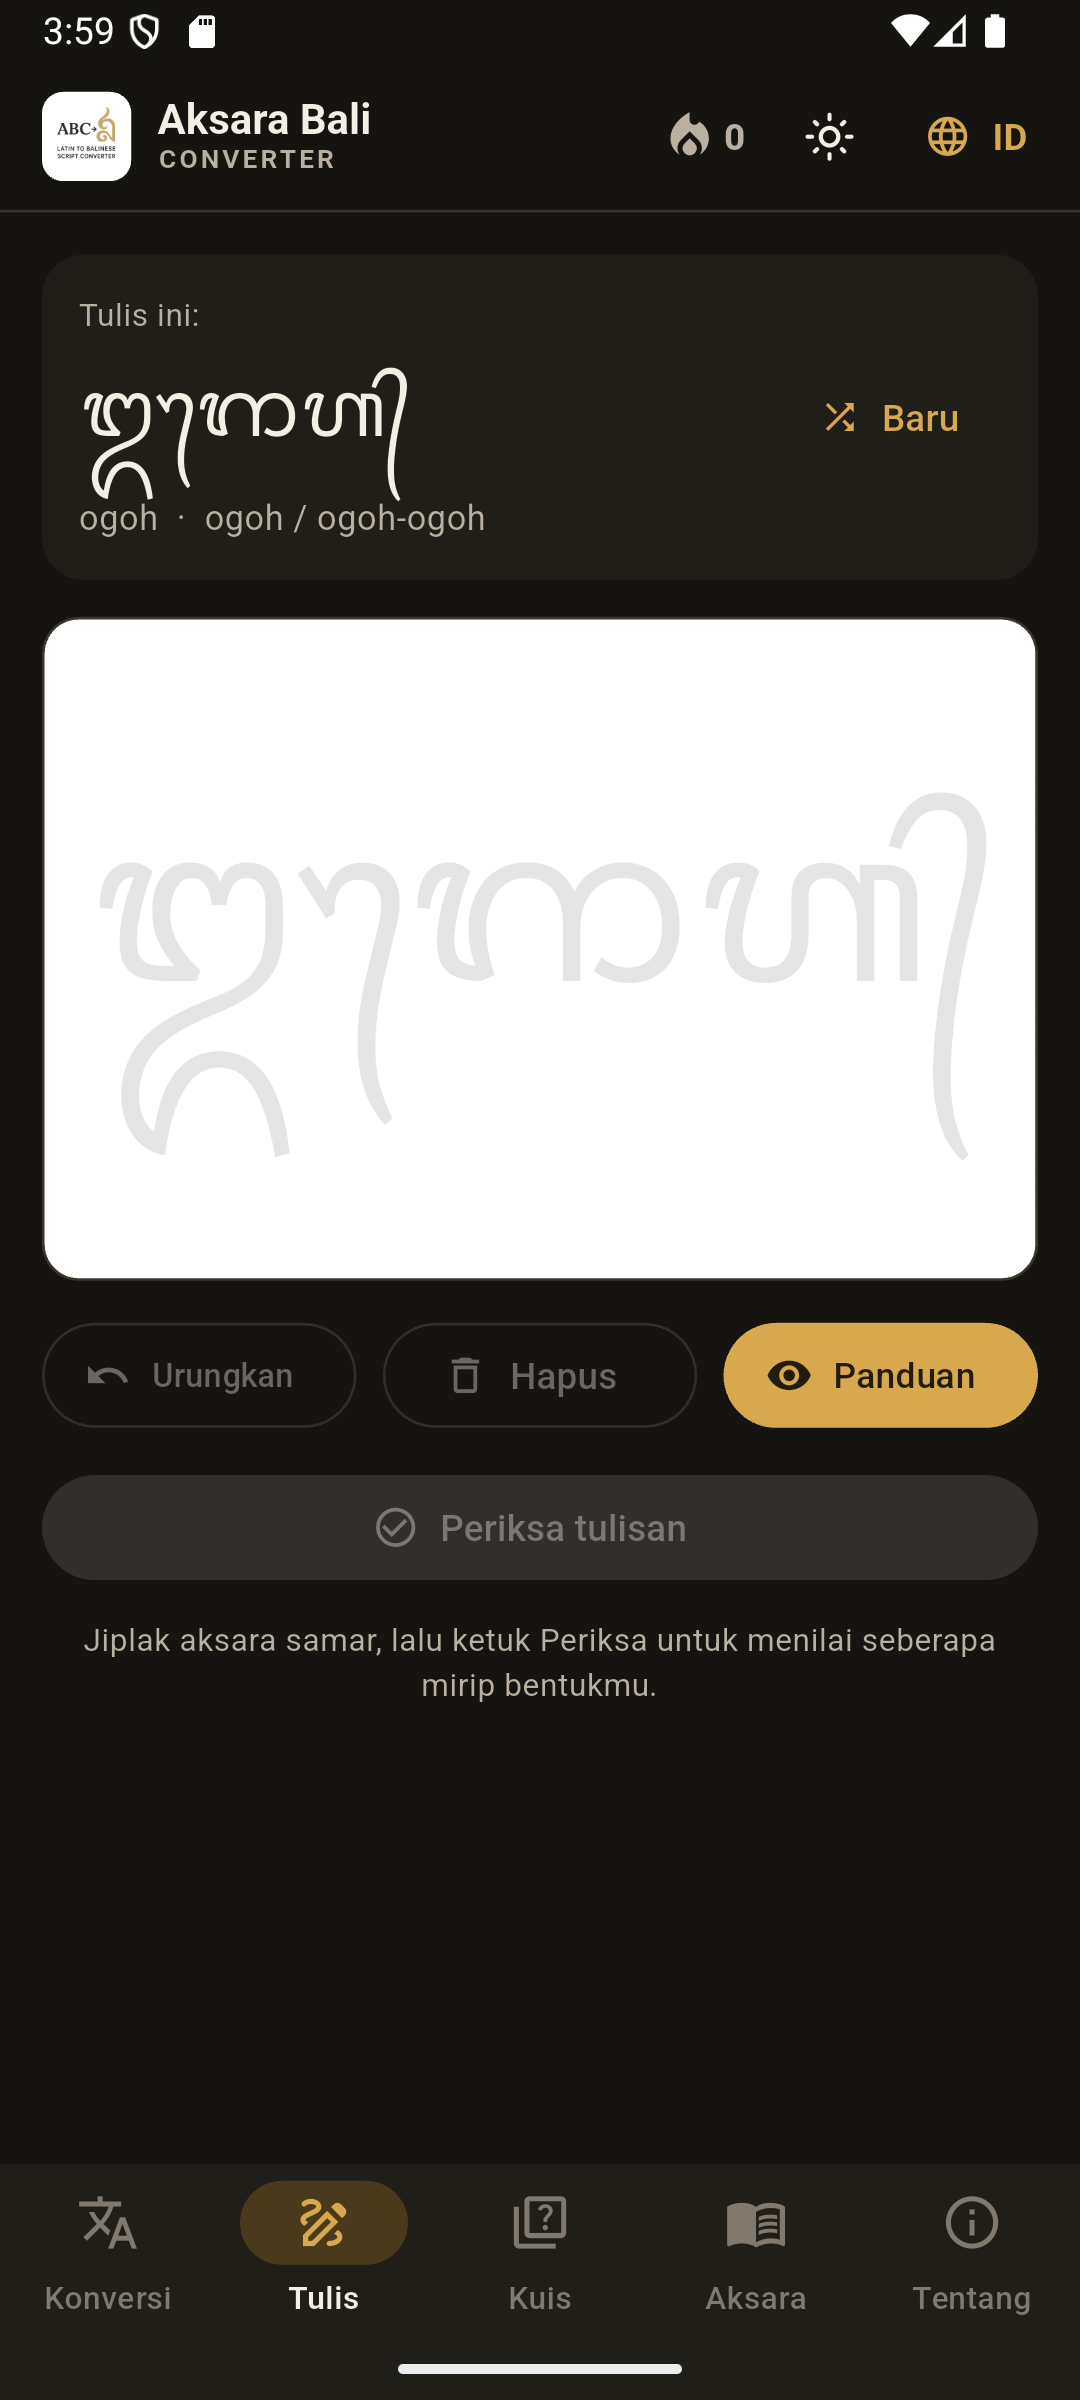 3:59
ABC→ᬩ
LATIN TO BALINESE
SCRIPT CONVERTER
Aksara Bali
CONVERTER
0
ID
Tulis ini:
ᬑᬕᭀᬄ
Baru
ogoh · ogoh / ogoh-ogoh
ᬑᬕᭀᬄ
Urungkan
Hapus
Panduan
Periksa tulisan
Jiplak aksara samar, lalu ketuk Periksa untuk menilai seberapa
mirip bentukmu.
Konversi
Tulis
Kuis
Aksara
Tentang